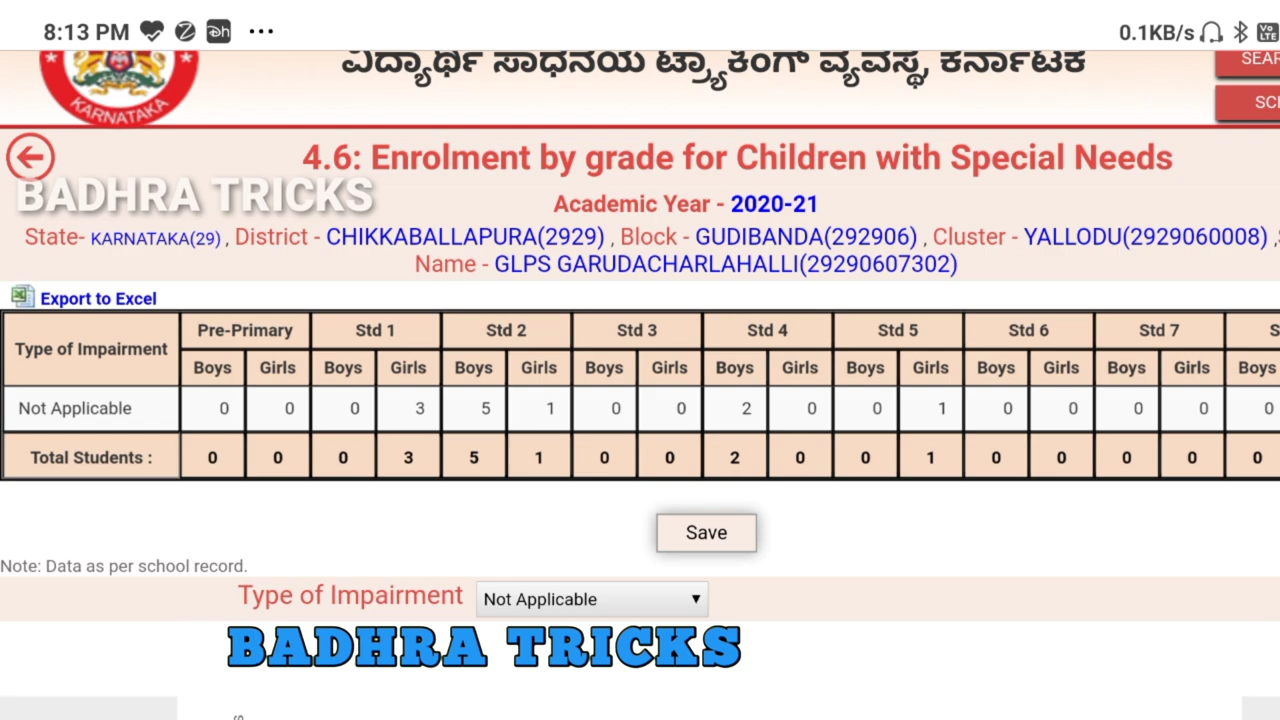 8:13 PM
0.1KB/s
Vo LTE
ವಿದ್ಯಾರ್ಥಿ ಸಾಧನೆಯ ಟ್ರ್ಯಾಕಿಂಗ್ ವ್ಯವಸ್ಥೆ, ಕರ್ನಾಟಕ
KARNATAKA
4.6: Enrolment by grade for Children with Special Needs
BADHRA TRICKS
Academic Year - 2020-21
State- KARNATAKA(29) , District - CHIKKABALLAPURA(2929) , Block - GUDIBANDA(292906) , Cluster - YALLODU(2929060008) ,
Name - GLPS GARUDACHARLAHALLI(29290607302)
Export to Excel
Type of Impairment Pre-Primary Std 1 Std 2 Std 3 Std 4 Std 5 Std 6 Std 7
Boys Girls Boys Girls Boys Girls Boys Girls Boys Girls Boys Girls Boys Girls Boys Girls Boys
Not Applicable 0 0 0 3 5 1 0 0 2 0 0 1 0 0 0 0 0
Total Students : 0 0 0 3 5 1 0 0 2 0 0 1 0 0 0 0 0
Save
Note: Data as per school record.
Type of Impairment Not Applicable
BADHRA TRICKS